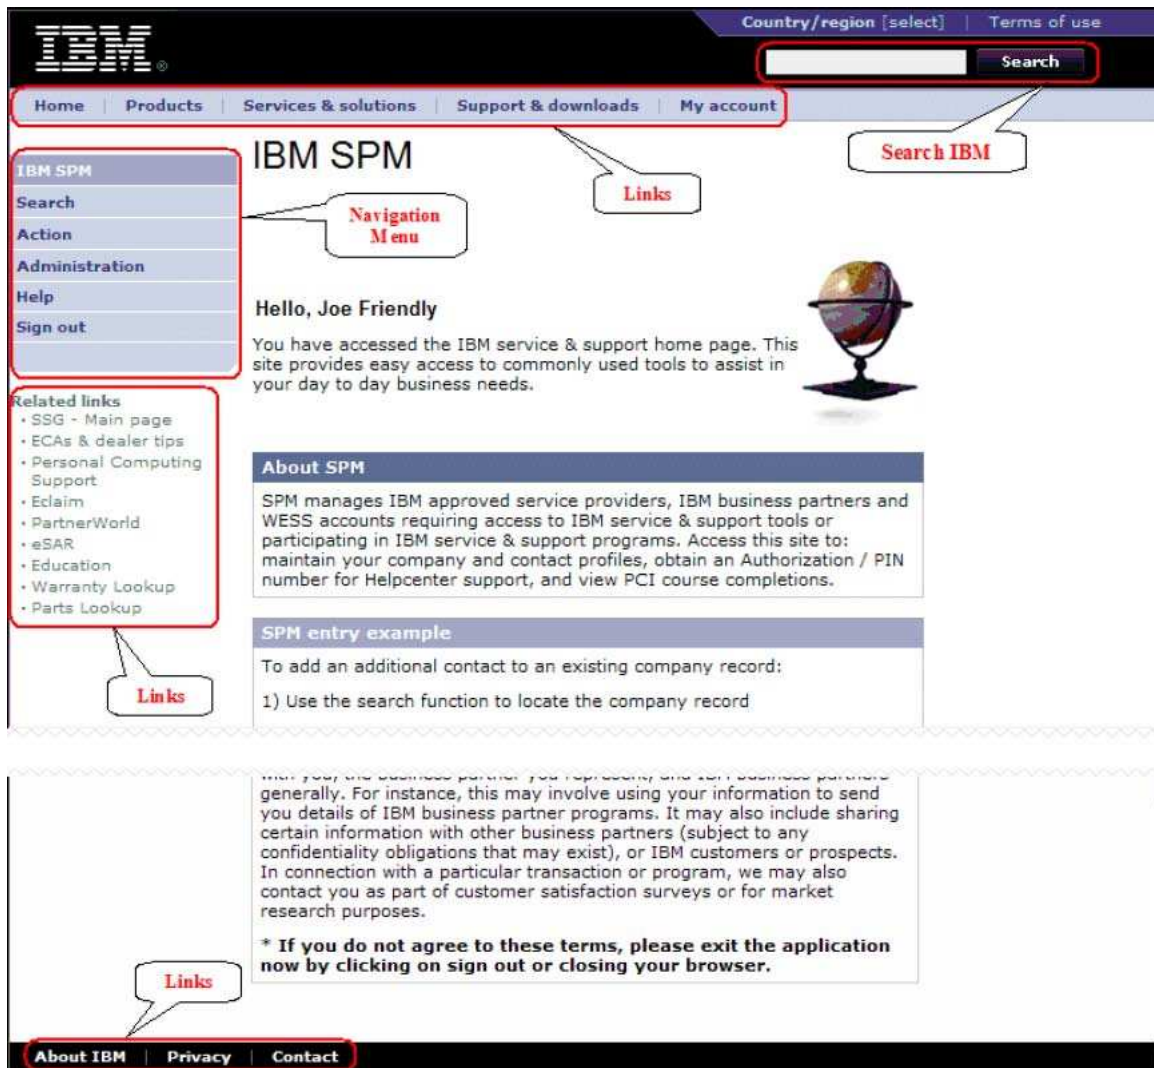 Country/region [select] | Terms of use
IBM®
Search
Home | Products | Services & solutions | Support & downloads | My account
Search IBM
Links
IBM SPM
IBM SPM
Search
Action
Administration
Help
Sign out
Navigation
Menu
Hello, Joe Friendly
You have accessed the IBM service & support home page. This
site provides easy access to commonly used tools to assist in
your day to day business needs.
Related links
• SSG - Main page
• ECAs & dealer tips
• Personal Computing
Support
• Eclaim
• PartnerWorld
• eSAR
• Education
• Warranty Lookup
• Parts Lookup
Links
About SPM
SPM manages IBM approved service providers, IBM business partners and
WESS accounts requiring access to IBM service & support tools or
participating in IBM service & support programs. Access this site to:
maintain your company and contact profiles, obtain an Authorization / PIN
number for Helpcenter support, and view PCI course completions.
SPM entry example
To add an additional contact to an existing company record:
1) Use the search function to locate the company record
with you, the business partner you represent, and IBM business partners
generally. For instance, this may involve using your information to send
you details of IBM business partner programs. It may also include sharing
certain information with other business partners (subject to any
confidentiality obligations that may exist), or IBM customers or prospects.
In connection with a particular transaction or program, we may also
contact you as part of customer satisfaction surveys or for market
research purposes.
* If you do not agree to these terms, please exit the application
now by clicking on sign out or closing your browser.
Links
About IBM | Privacy | Contact